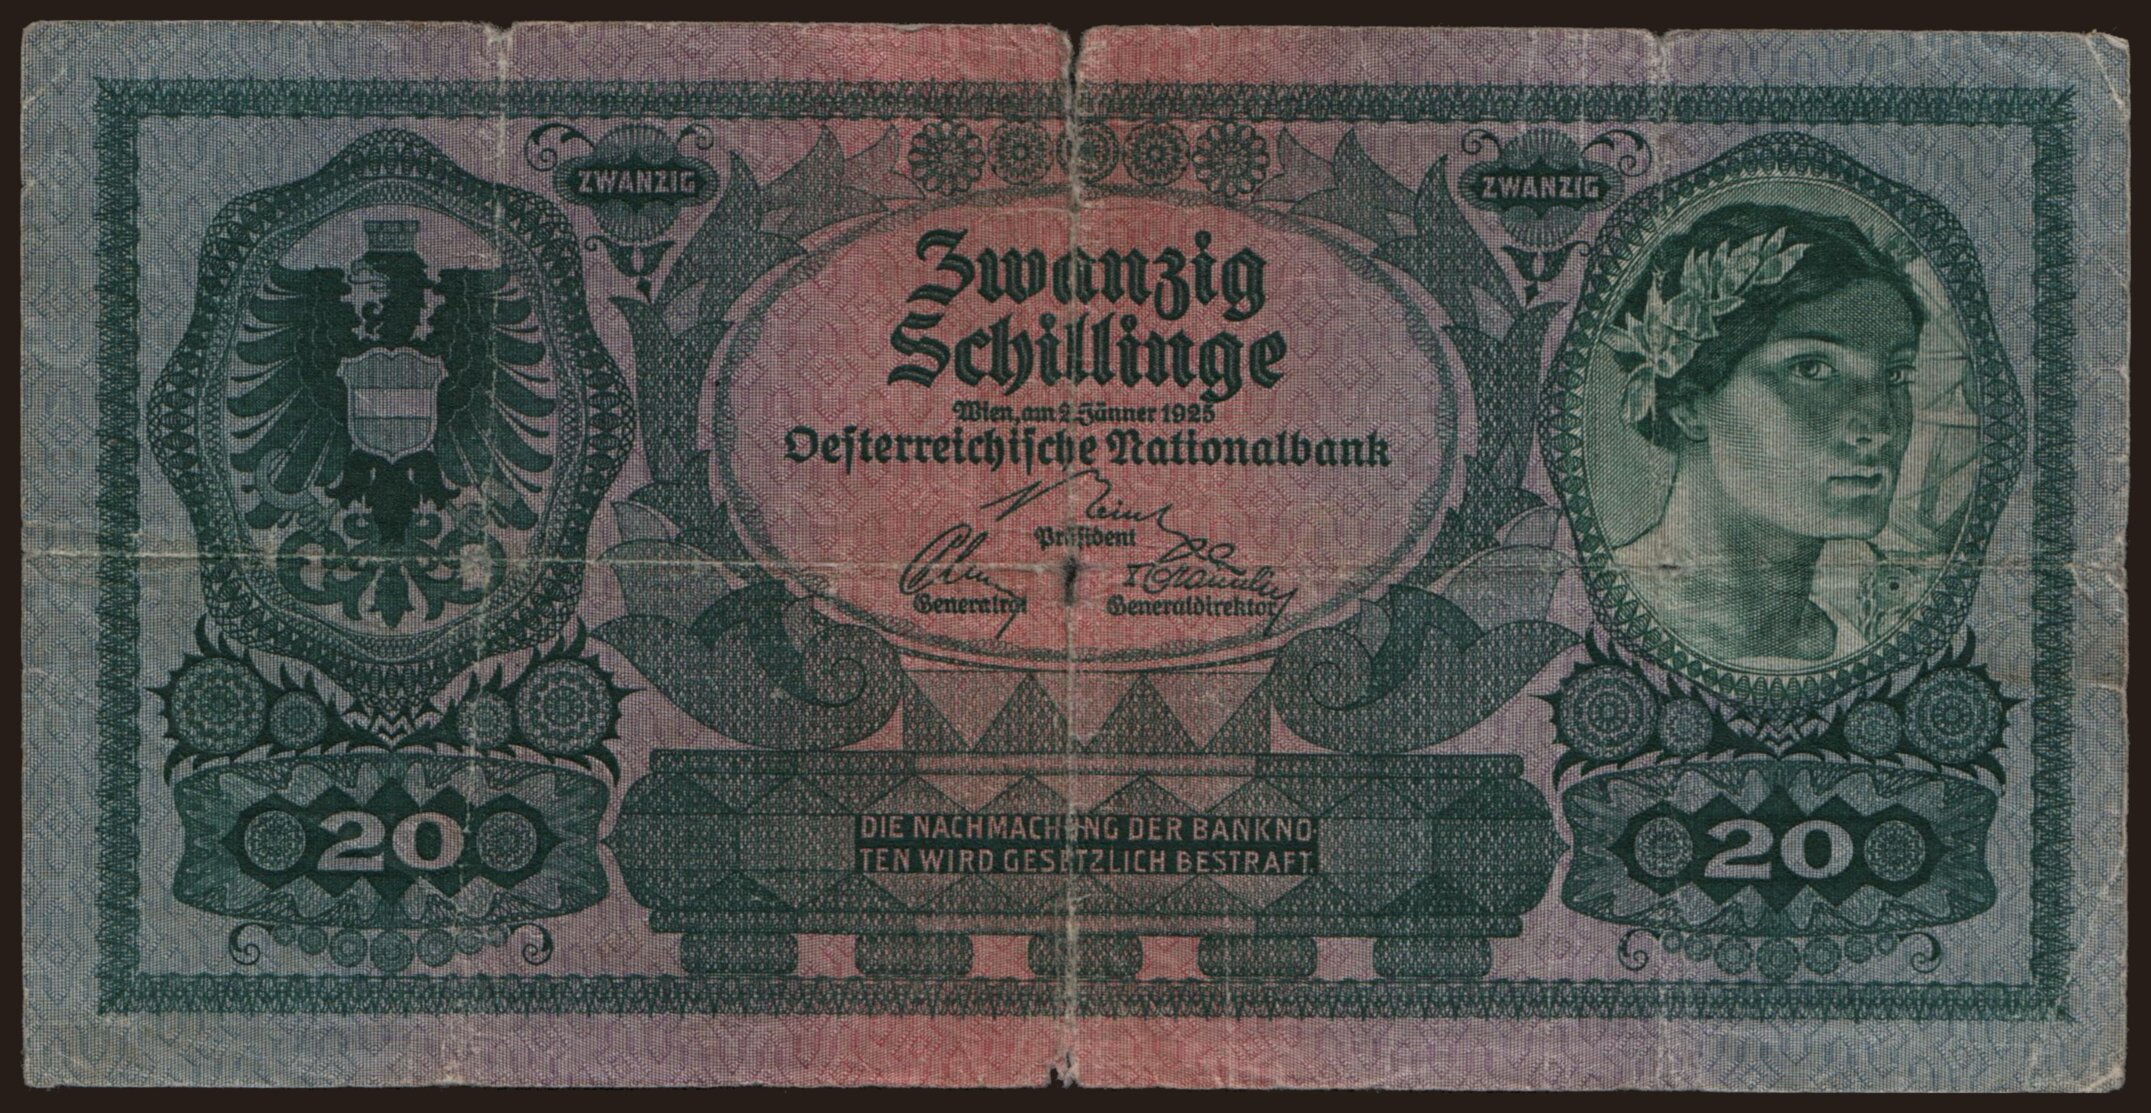 ZWANZIG
ZWANZIG
Zwanzig
Schillinge
Wien, am 2. Jänner 1925
Oesterreichische Nationalbank
Präsident
Generalrat
Generaldirektor
20
DIE NACHMACHUNG DER BANKNO-
TEN WIRD GESETZLICH BESTRAFT.
20